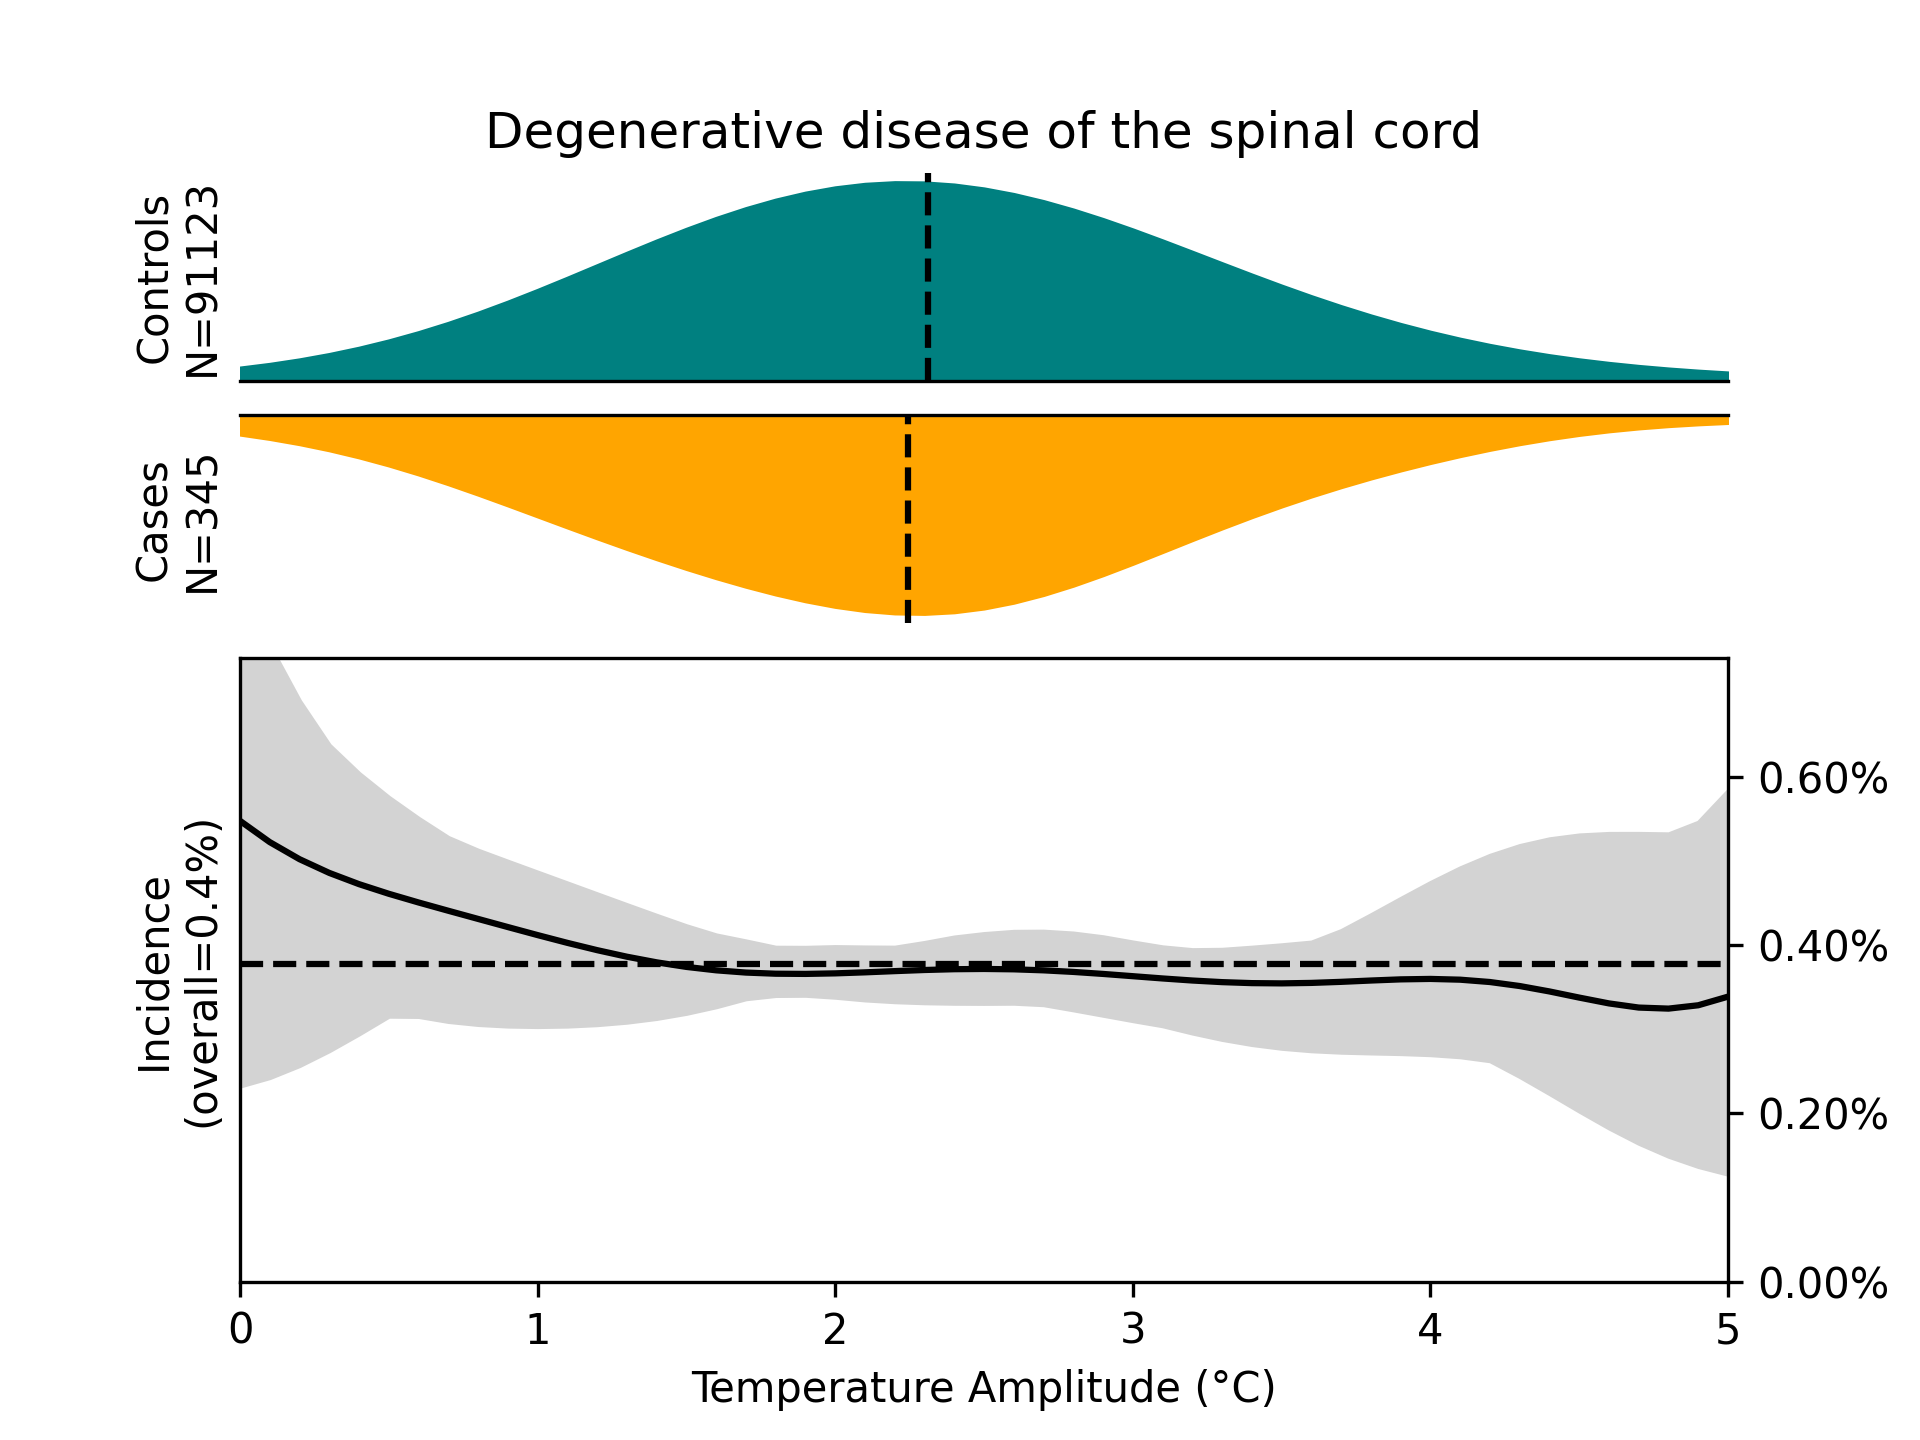 Degenerative disease of the spinal cord
Controls
N=91123
Cases
N=345
Incidence
(overall=0.4%)
0.60%
0.40%
0.20%
0.00%
0 1 2 3 4 5
Temperature Amplitude (°C)